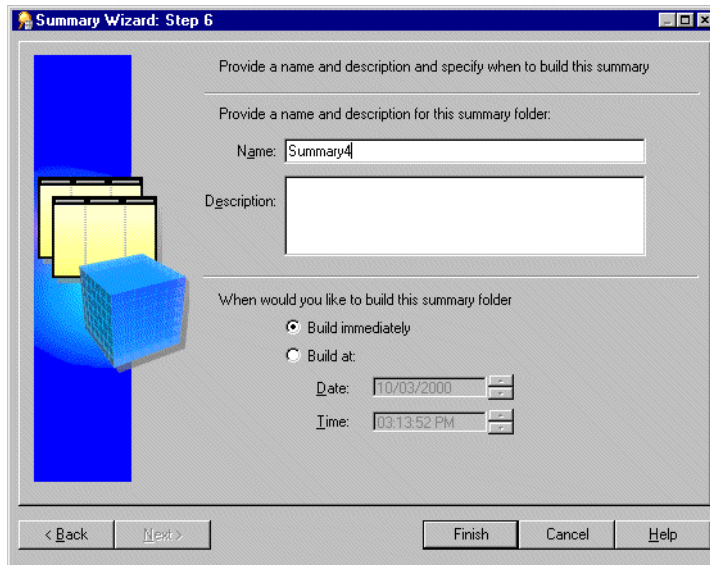 Summary Wizard: Step 6
Provide a name and description and specify when to build this summary
Provide a name and description for this summary folder:
Name: Summary4
Description:
When would you like to build this summary folder
Build immediately
Build at:
Date: 10/03/2000
Time: 03:13:52 PM
< Back Next > Finish Cancel Help